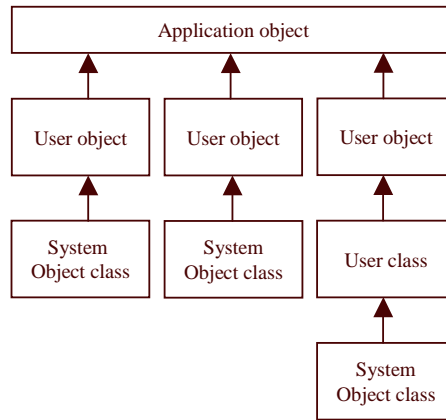 Application object
User object
User object
User object
System
Object class
System
Object class
User class
System
Object class